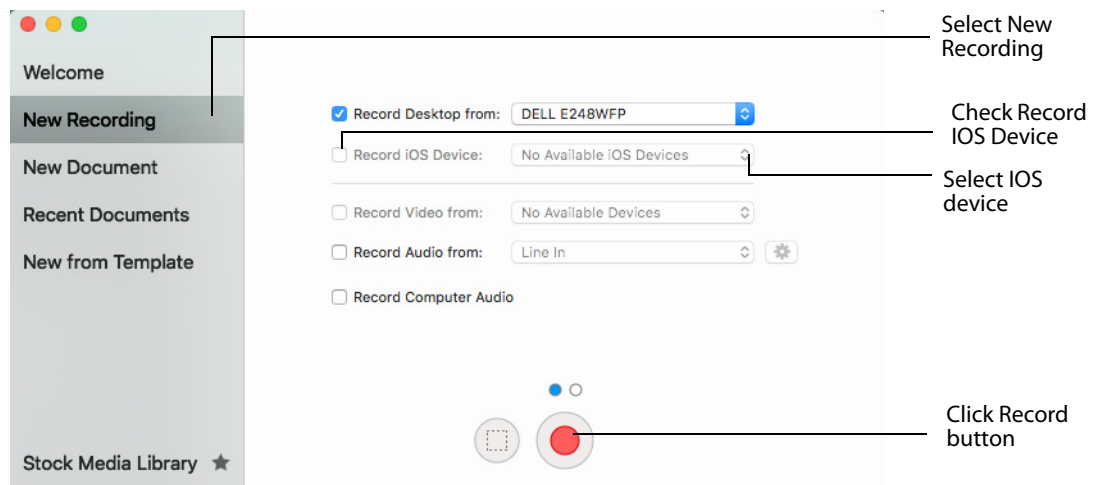 Select New
Recording
Welcome
New Recording
Record Desktop from: DELL E248WFP
Check Record
IOS Device
Record iOS Device: No Available iOS Devices
New Document
Select IOS
device
Recent Documents
Record Video from: No Available Devices
Record Audio from: Line In
New from Template
Record Computer Audio
Click Record
button
Stock Media Library